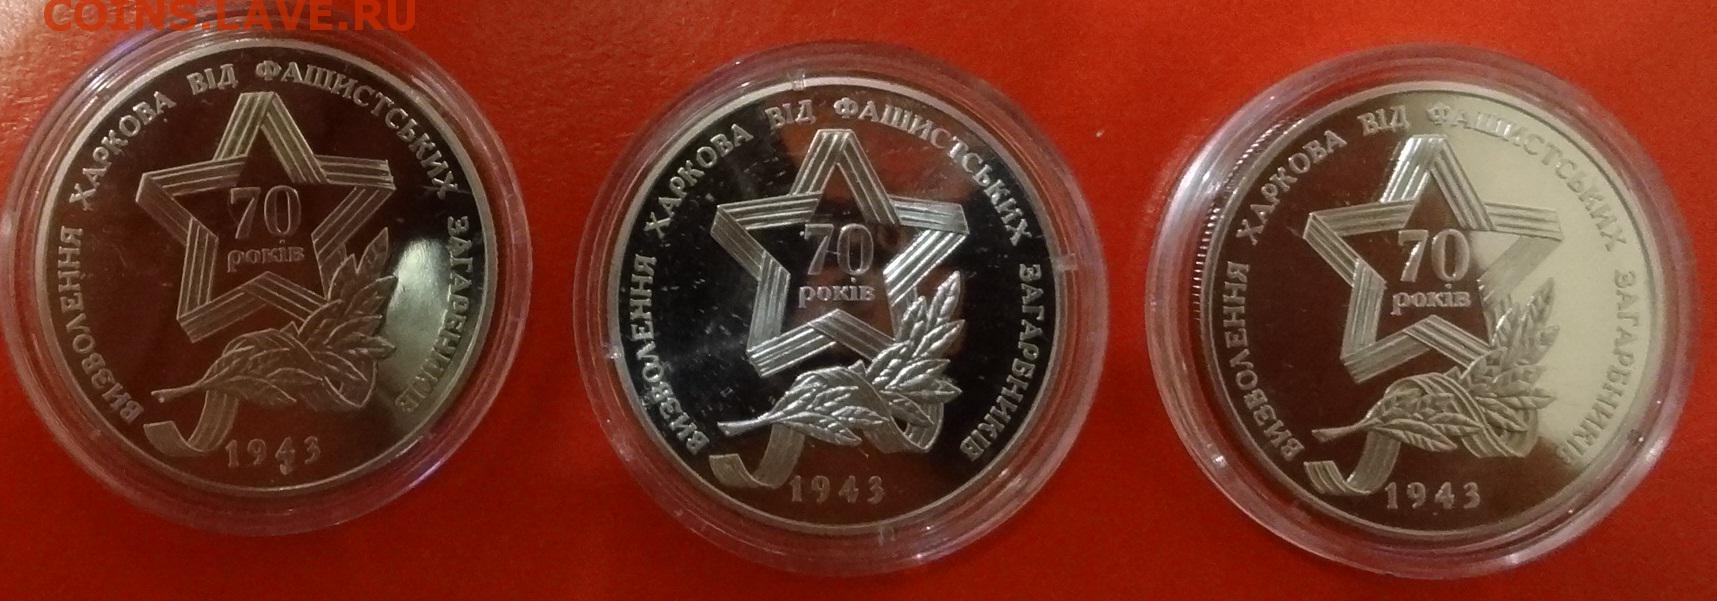 COINS.LAVE.RU
ВИЗВОЛЕННЯ ХАРКОВА ВІД ФАШИСТСЬКИХ ЗАГАРБНИКІВ
70
років
1943
ВИЗВОЛЕННЯ ХАРКОВА ВІД ФАШИСТСЬКИХ ЗАГАРБНИКІВ
70
років
1943
ВИЗВОЛЕННЯ ХАРКОВА ВІД ФАШИСТСЬКИХ ЗАГАРБНИКІВ
70
років
1943